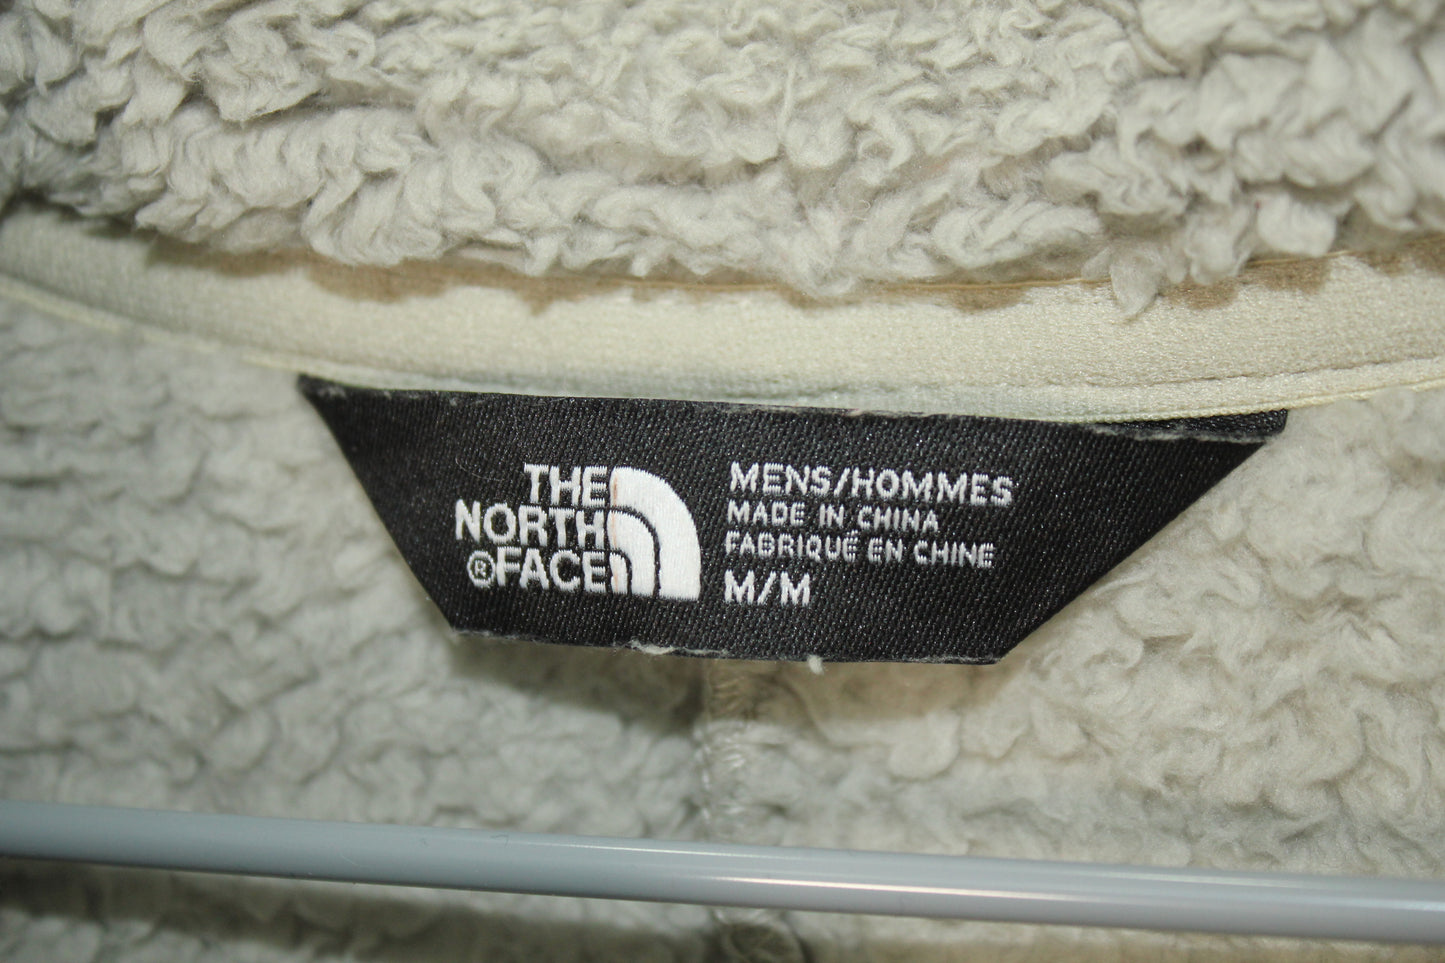 THE
NORTH
®FACE
MENS/HOMMES
MADE IN CHINA
FABRIQUÉ EN CHINE
M/M